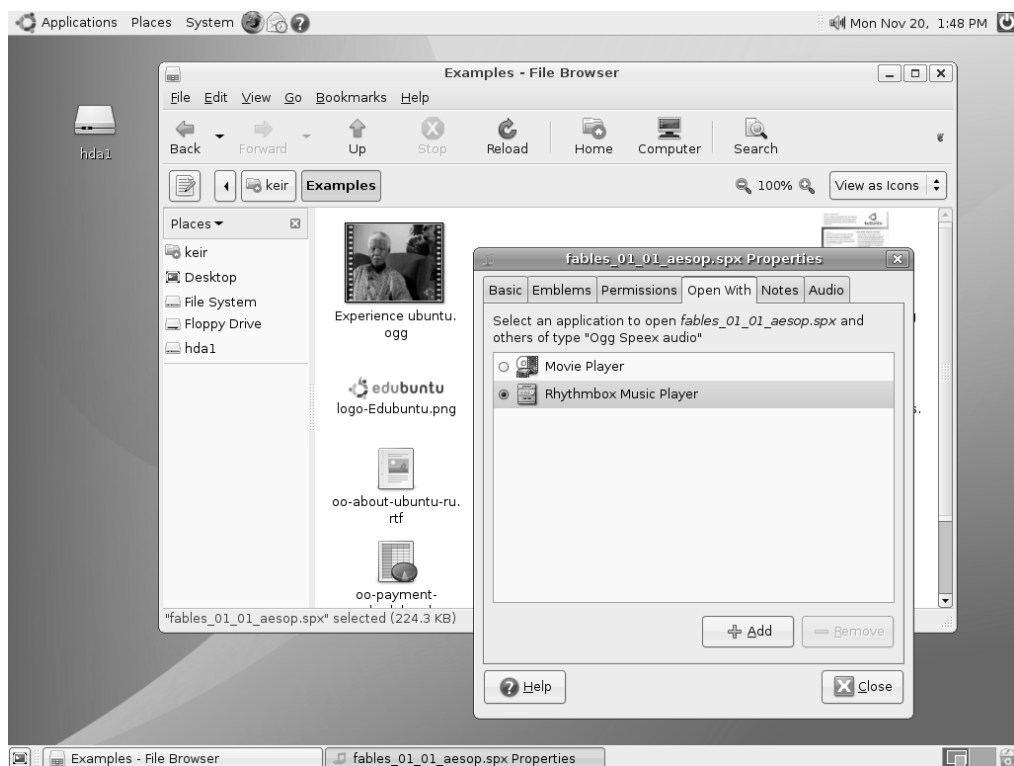 Applications Places System
Mon Nov 20, 1:48 PM
hda1
Examples - File Browser
File Edit View Go Bookmarks Help
Back Forward Up Stop Reload Home Computer Search
keir Examples 100% View as Icons
Places
keir
Desktop
File System
Floppy Drive
hda1
Experience ubuntu.
ogg
edubuntu
logo-Edubuntu.png
oo-about-ubuntu-ru.
rtf
oo-payment-
"fables_01_01_aesop.spx" selected (224.3 KB)
fables_01_01_aesop.spx Properties
Basic Emblems Permissions Open With Notes Audio
Select an application to open fables_01_01_aesop.spx and
others of type "Ogg Speex audio"
Movie Player
Rhythmbox Music Player
Add Remove
Help Close
Examples - File Browser
fables_01_01_aesop.spx Properties